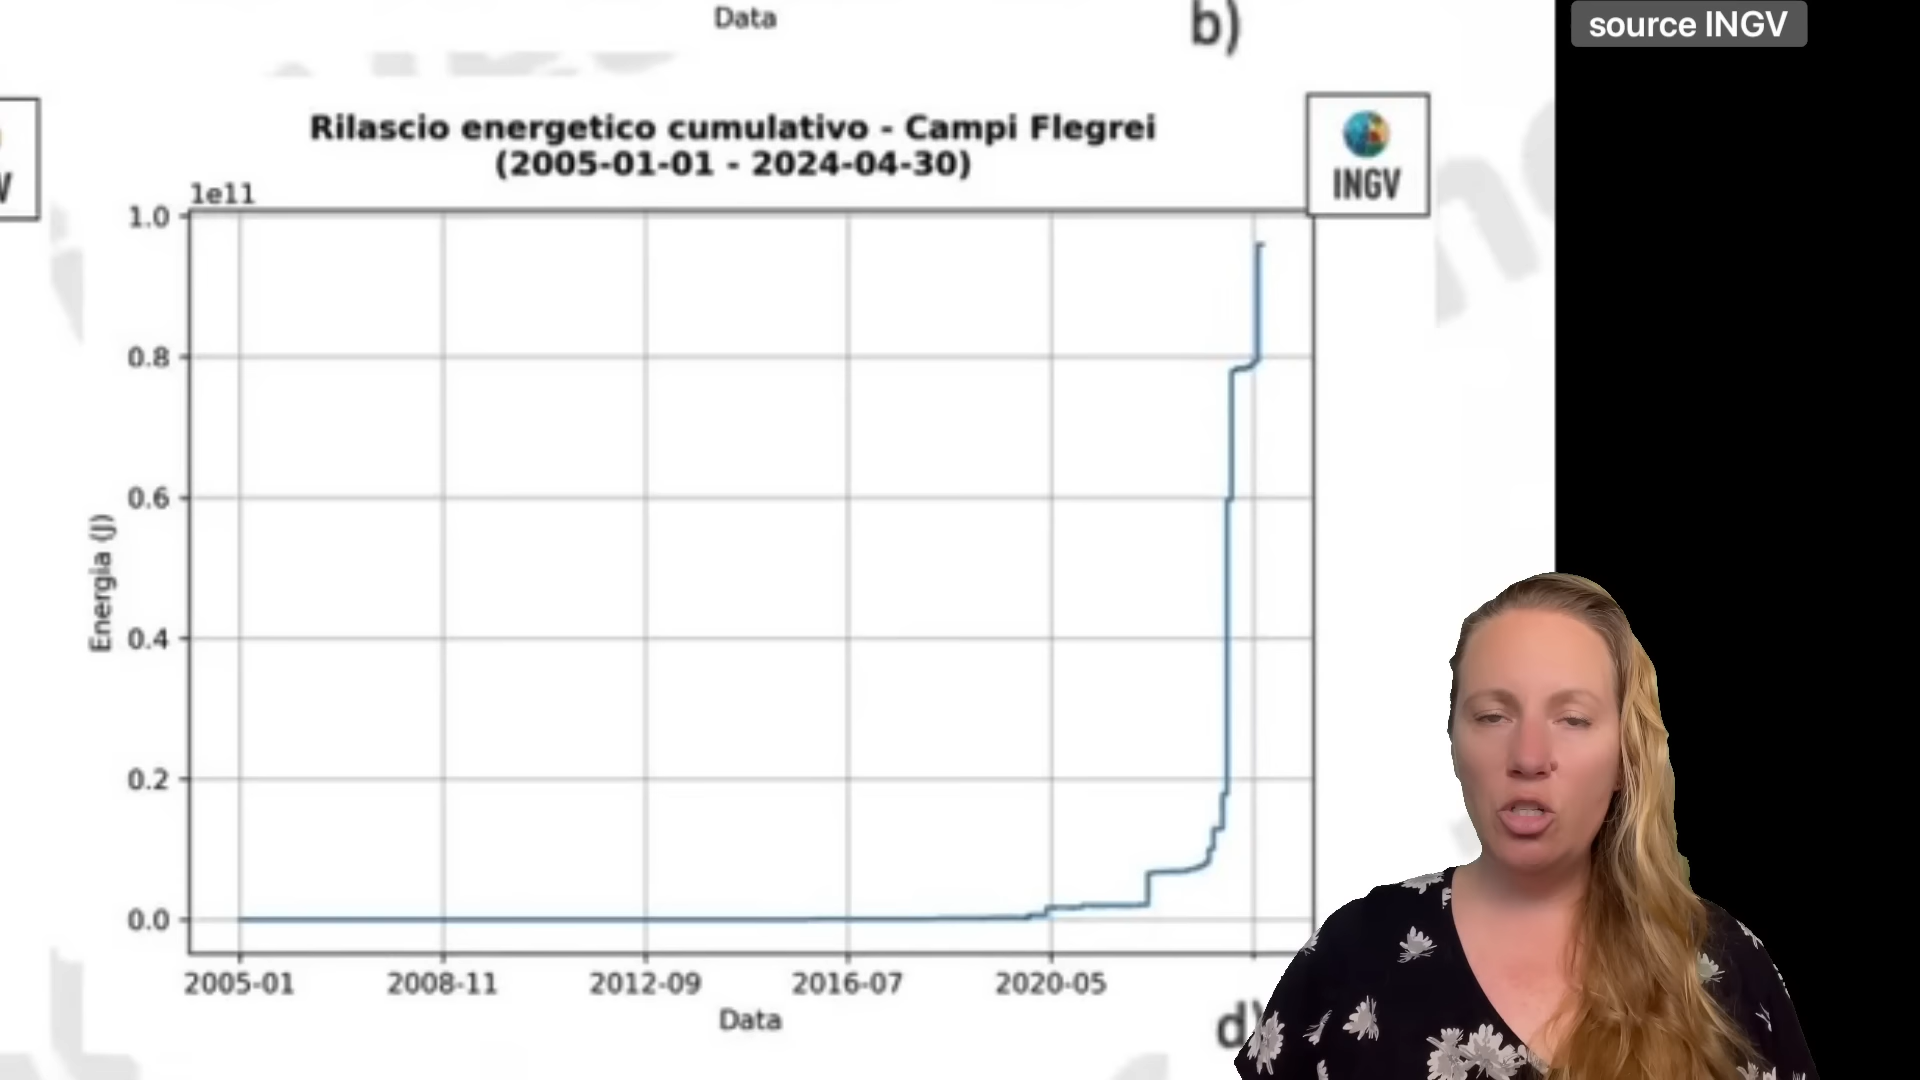 Data
b)
source INGV
Rilascio energetico cumulativo - Campi Flegrei
(2005-01-01 - 2024-04-30)
INGV
1e11
1.0
0.8
0.6
0.4
0.2
0.0
Energia (J)
2005-01
2008-11
2012-09
2016-07
2020-05
Data
d)